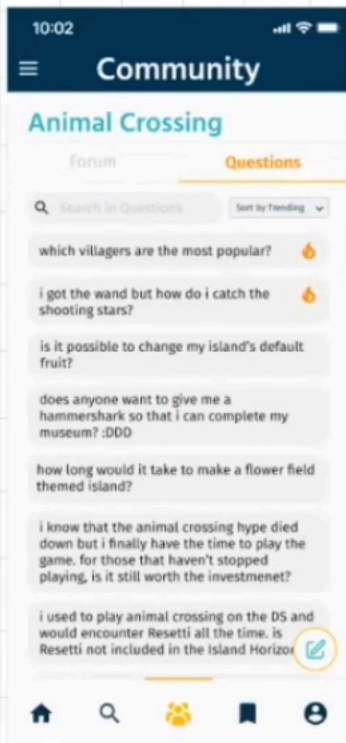 10:02
Community
Animal Crossing
Forum Questions
Search in Questions Sort by Trending
which villagers are the most popular?
i got the wand but how do i catch the
shooting stars?
is it possible to change my island's default
fruit?
does anyone want to give me a
hammershark so that i can complete my
museum? :DDD
how long would it take to make a flower field
themed island?
i know that the animal crossing hype died
down but i finally have the time to play the
game. for those that haven't stopped
playing, is it still worth the investmenet?
i used to play animal crossing on the DS and
would encounter Resetti all the time. is
Resetti not included in the Island Horizo